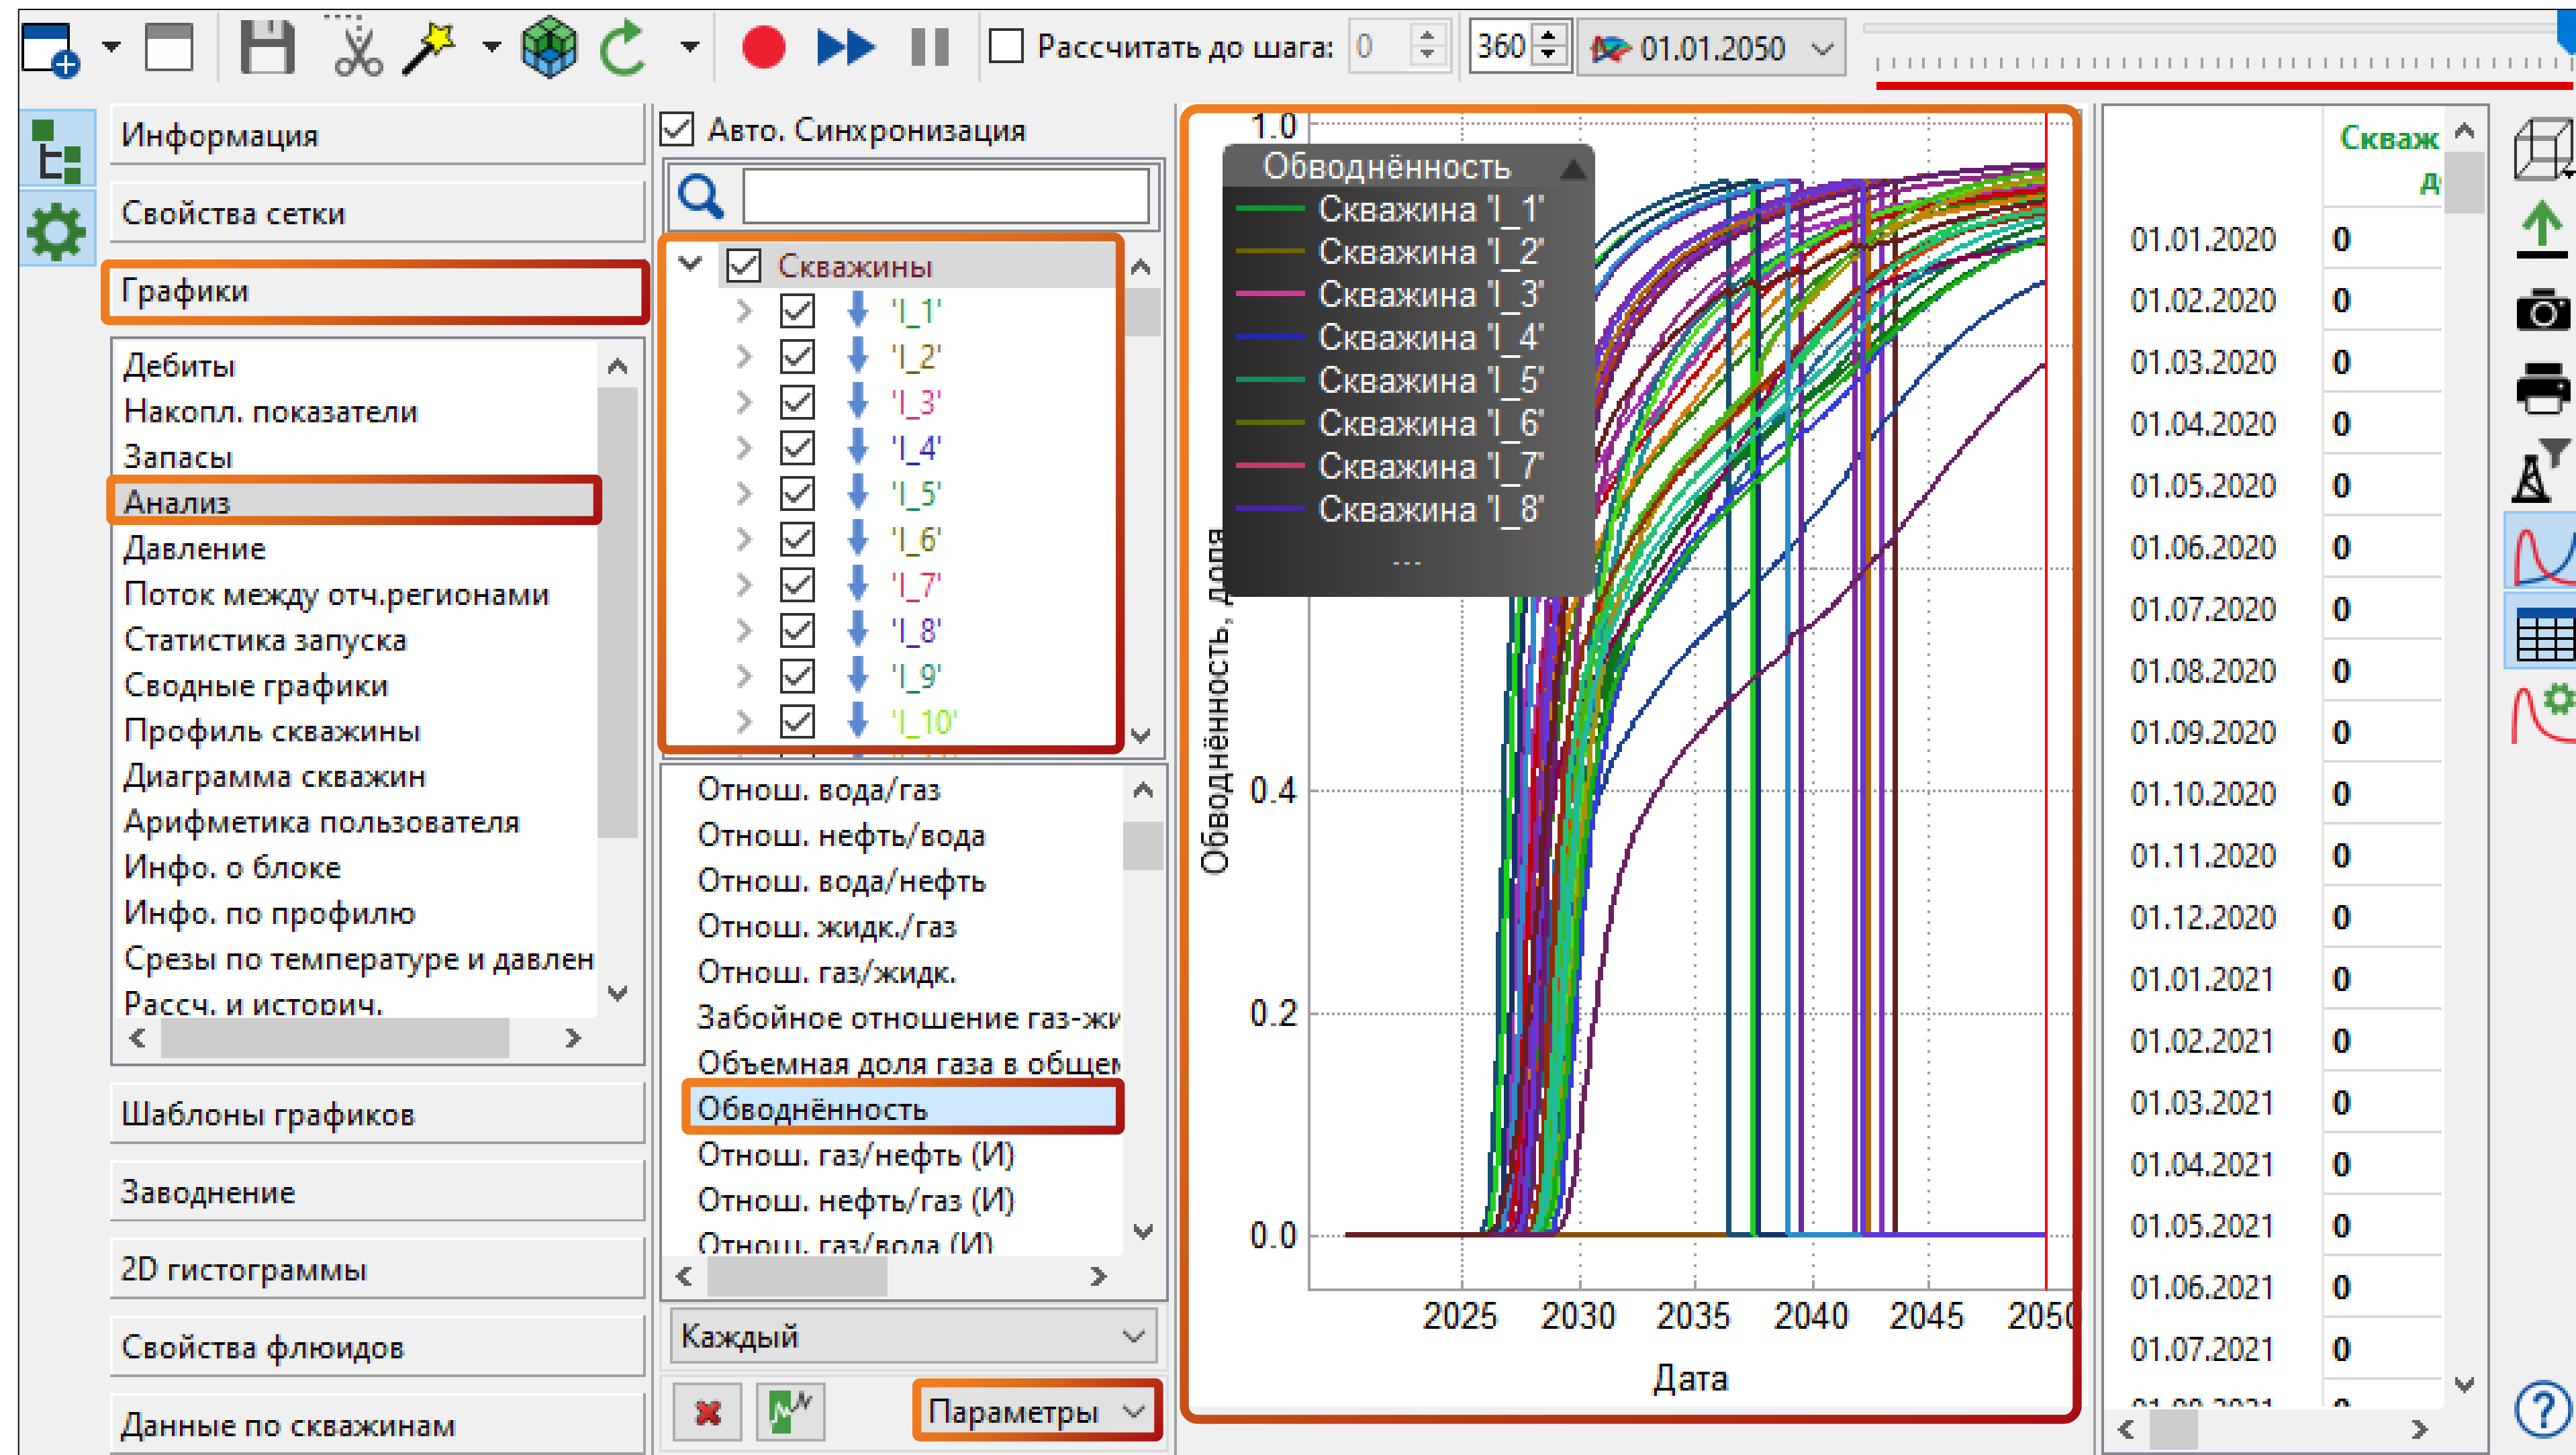 Рассчитать до шага: 0 360 01.01.2050
Информация
Свойства сетки
Графики
Дебиты
Накопл. показатели
Запасы
Анализ
Давление
Поток между отч.регионами
Статистика запуска
Сводные графики
Профиль скважины
Диаграмма скважин
Арифметика пользователя
Инфо. о блоке
Инфо. по профилю
Срезы по температуре и давлен
Рассч. и историч.
Шаблоны графиков
Заводнение
2D гистограммы
Свойства флюидов
Данные по скважинам
Авто. Синхронизация
Скважины
'I_1'
'I_2'
'I_3'
'I_4'
'I_5'
'I_6'
'I_7'
'I_8'
'I_9'
'I_10'
Отнош. вода/газ
Отнош. нефть/вода
Отнош. вода/нефть
Отнош. жидк./газ
Отнош. газ/жидк.
Забойное отношение газ-жи
Объемная доля газа в общем
Обводнённость
Отнош. газ/нефть (И)
Отнош. нефть/газ (И)
Отнош. газ/вода (И)
Каждый
Параметры
1.0
Обводнённость
Скважина 'I_1'
Скважина 'I_2'
Скважина 'I_3'
Скважина 'I_4'
Скважина 'I_5'
Скважина 'I_6'
Скважина 'I_7'
Скважина 'I_8'
...
Обводнённость, доля
0.4
0.2
0.0
2025 2030 2035 2040 2045 2050
Дата
Скваж
д
01.01.2020 0
01.02.2020 0
01.03.2020 0
01.04.2020 0
01.05.2020 0
01.06.2020 0
01.07.2020 0
01.08.2020 0
01.09.2020 0
01.10.2020 0
01.11.2020 0
01.12.2020 0
01.01.2021 0
01.02.2021 0
01.03.2021 0
01.04.2021 0
01.05.2021 0
01.06.2021 0
01.07.2021 0
01.08.2021 0